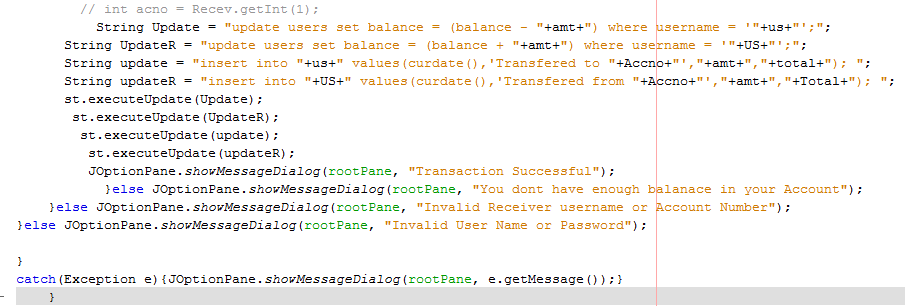 // int acno = Recev.getInt(1);
String Update = "update users set balance = (balance - "+amt+") where username = '"+us+"';";
String UpdateR = "update users set balance = (balance + "+amt+") where username = '"+US+"';";
String update = "insert into "+us+" values(curdate(),'Transfered to "+Accno+"',"+amt+","+total+"); ";
String updateR = "insert into "+US+" values(curdate(),'Transfered from "+Accno+"',"+amt+","+Total+"); ";
st.executeUpdate(Update);
st.executeUpdate(UpdateR);
st.executeUpdate(update);
st.executeUpdate(updateR);
JOptionPane.showMessageDialog(rootPane, "Transaction Successful");
}else JOptionPane.showMessageDialog(rootPane, "You dont have enough balanace in your Account");
}else JOptionPane.showMessageDialog(rootPane, "Invalid Receiver username or Account Number");
}else JOptionPane.showMessageDialog(rootPane, "Invalid User Name or Password");
}
catch(Exception e){JOptionPane.showMessageDialog(rootPane, e.getMessage());}
}